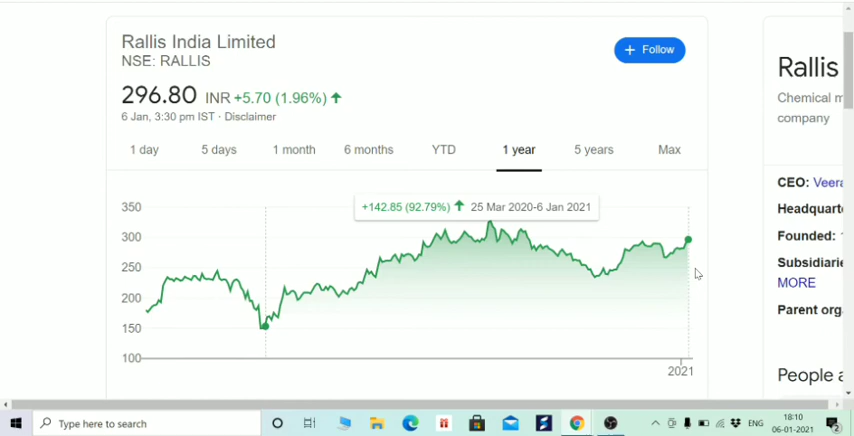 Rallis India Limited
NSE: RALLIS
Follow
296.80 INR +5.70 (1.96%)
6 Jan, 3:30 pm IST · Disclaimer
1 day 5 days 1 month 6 months YTD 1 year 5 years Max
+142.85 (92.79%) 25 Mar 2020-6 Jan 2021
350
300
250
200
150
100
2021
Rallis
Chemical m
company
CEO: Veera
Headquart
Founded:
Subsidiarie
MORE
Parent org
People a
Type here to search
ENG
18:10
06-01-2021
2